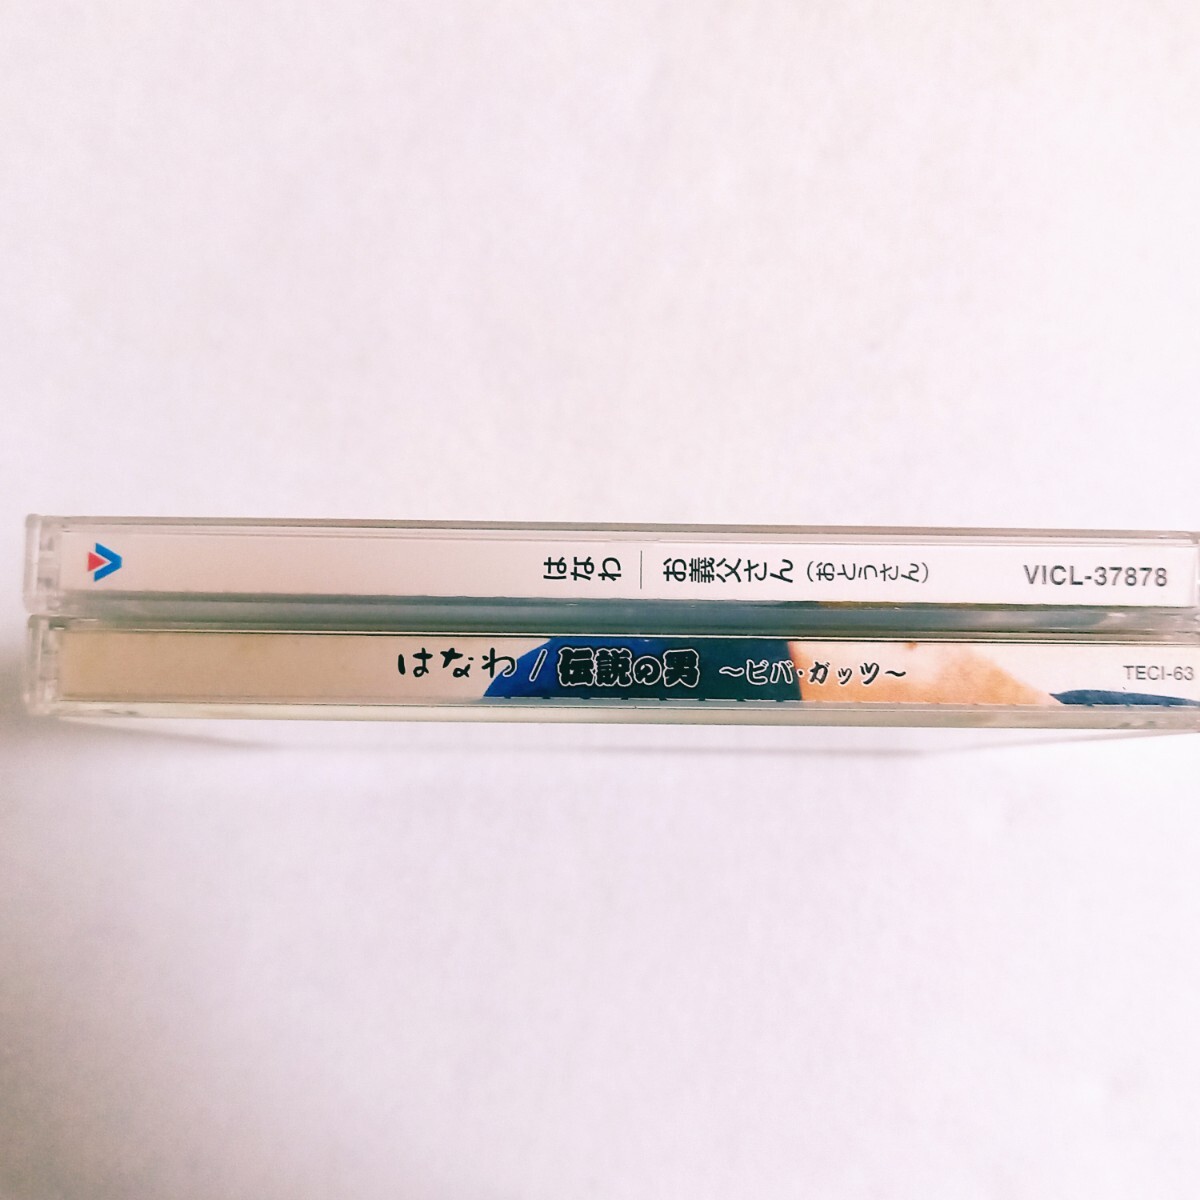 はなわ お義父さん（おとうさん） VICL-37878
はなわ / 伝説の男 〜ビバ・ガッツ〜 TECI-63